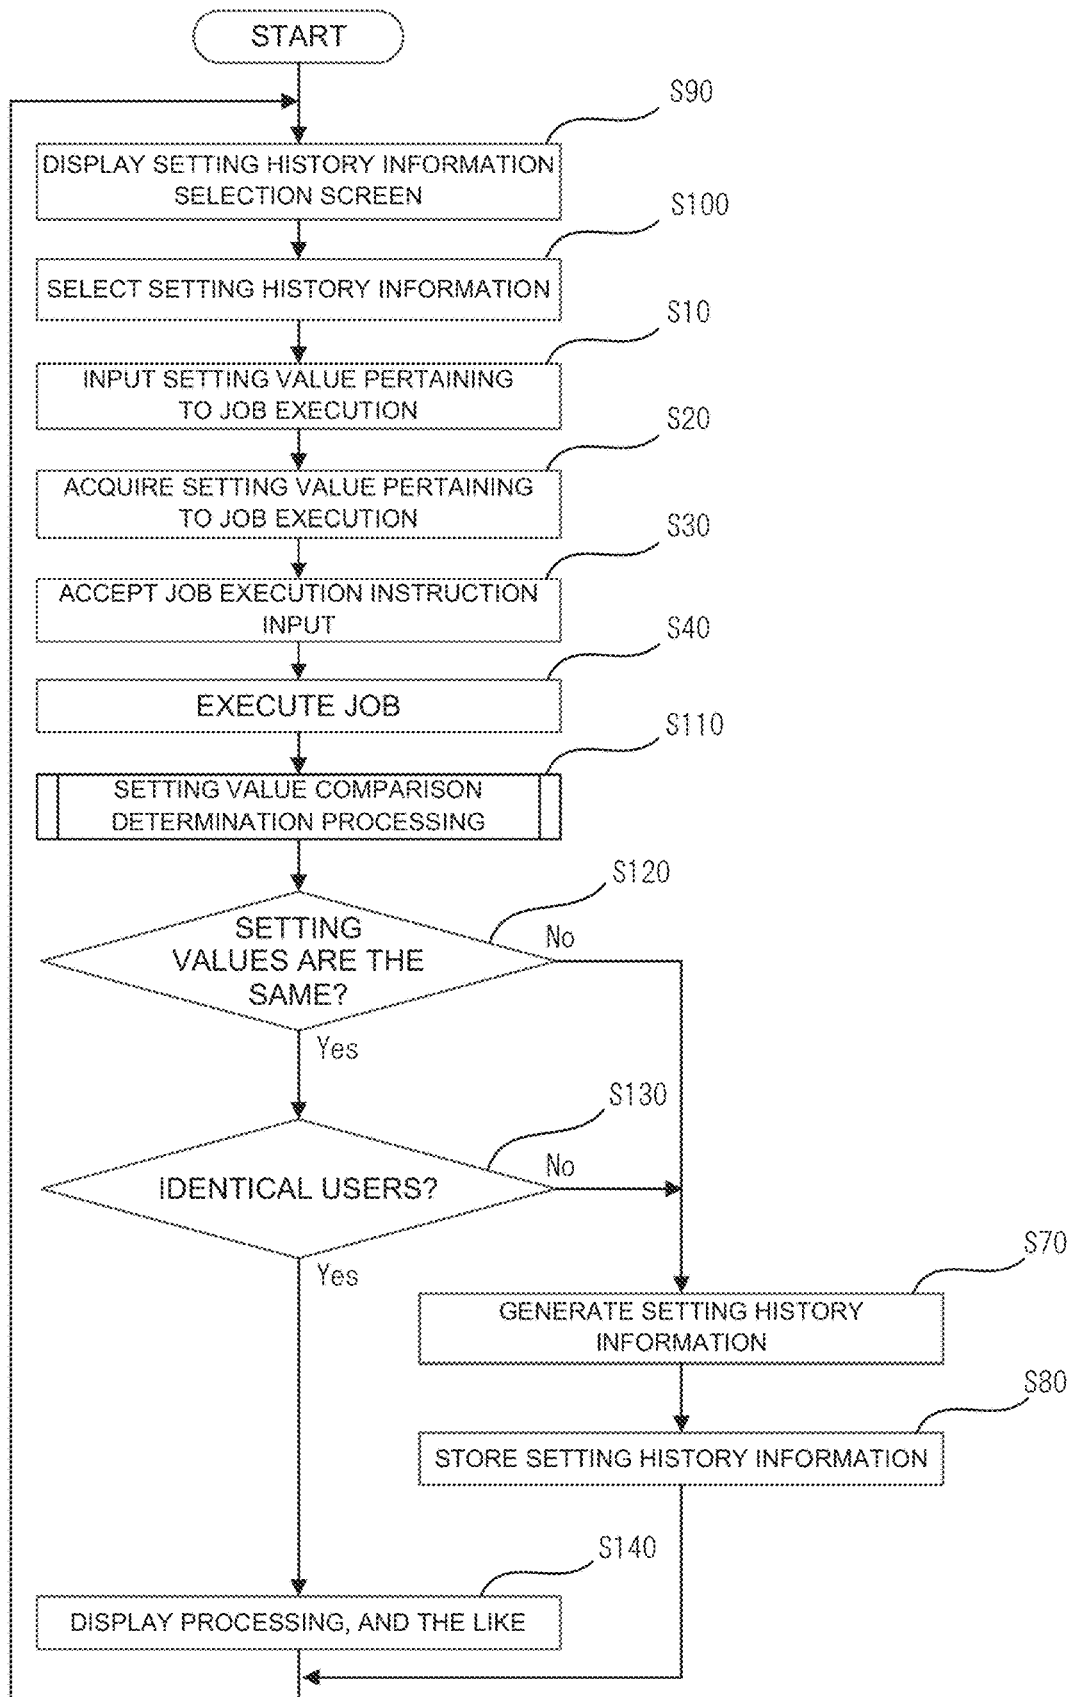 START
S90
DISPLAY SETTING HISTORY INFORMATION
SELECTION SCREEN
S100
SELECT SETTING HISTORY INFORMATION
S10
INPUT SETTING VALUE PERTAINING
TO JOB EXECUTION
S20
ACQUIRE SETTING VALUE PERTAINING
TO JOB EXECUTION
S30
ACCEPT JOB EXECUTION INSTRUCTION
INPUT
S40
EXECUTE JOB
S110
SETTING VALUE COMPARISON
DETERMINATION PROCESSING
S120
SETTING
VALUES ARE THE
SAME?
No
Yes
S130
IDENTICAL USERS?
No
Yes
S70
GENERATE SETTING HISTORY
INFORMATION
S80
STORE SETTING HISTORY INFORMATION
S140
DISPLAY PROCESSING, AND THE LIKE